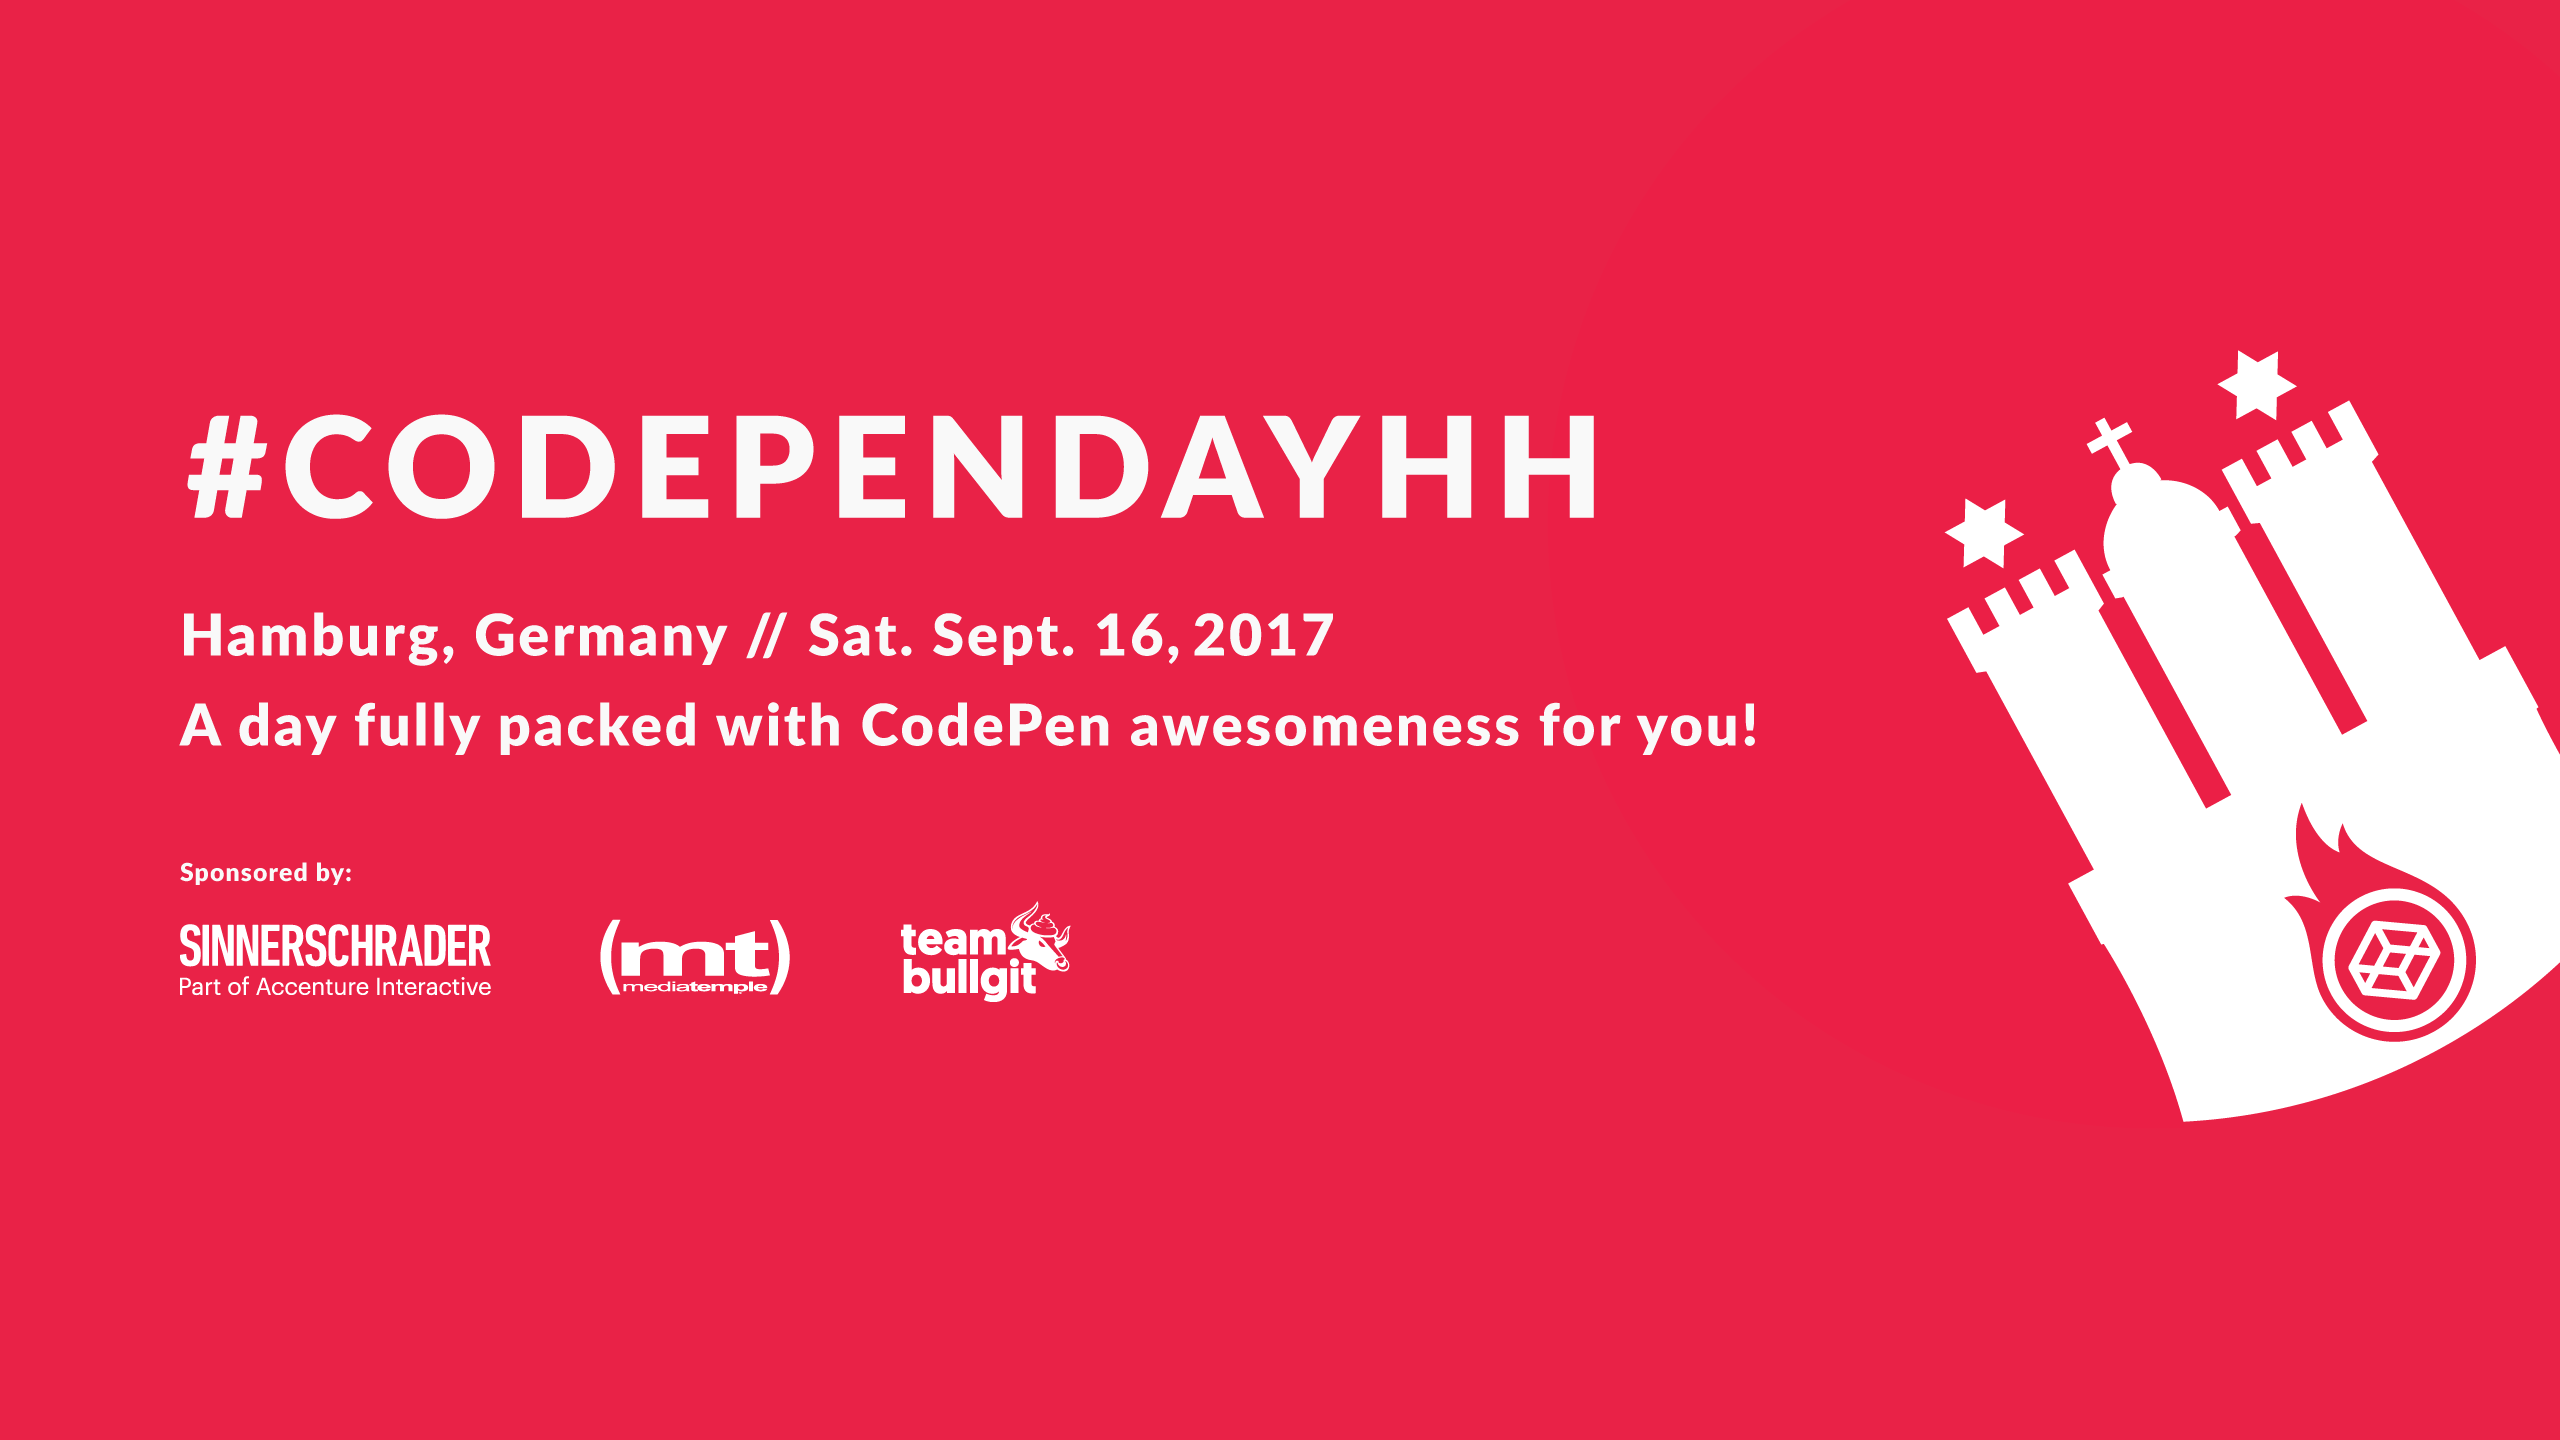 #CODEPENDAYHH
Hamburg, Germany // Sat. Sept. 16, 2017
A day fully packed with CodePen awesomeness for you!
Sponsored by:
SINNERSCHRADER
Part of Accenture Interactive
(mt)
mediatemple
team
bullgit